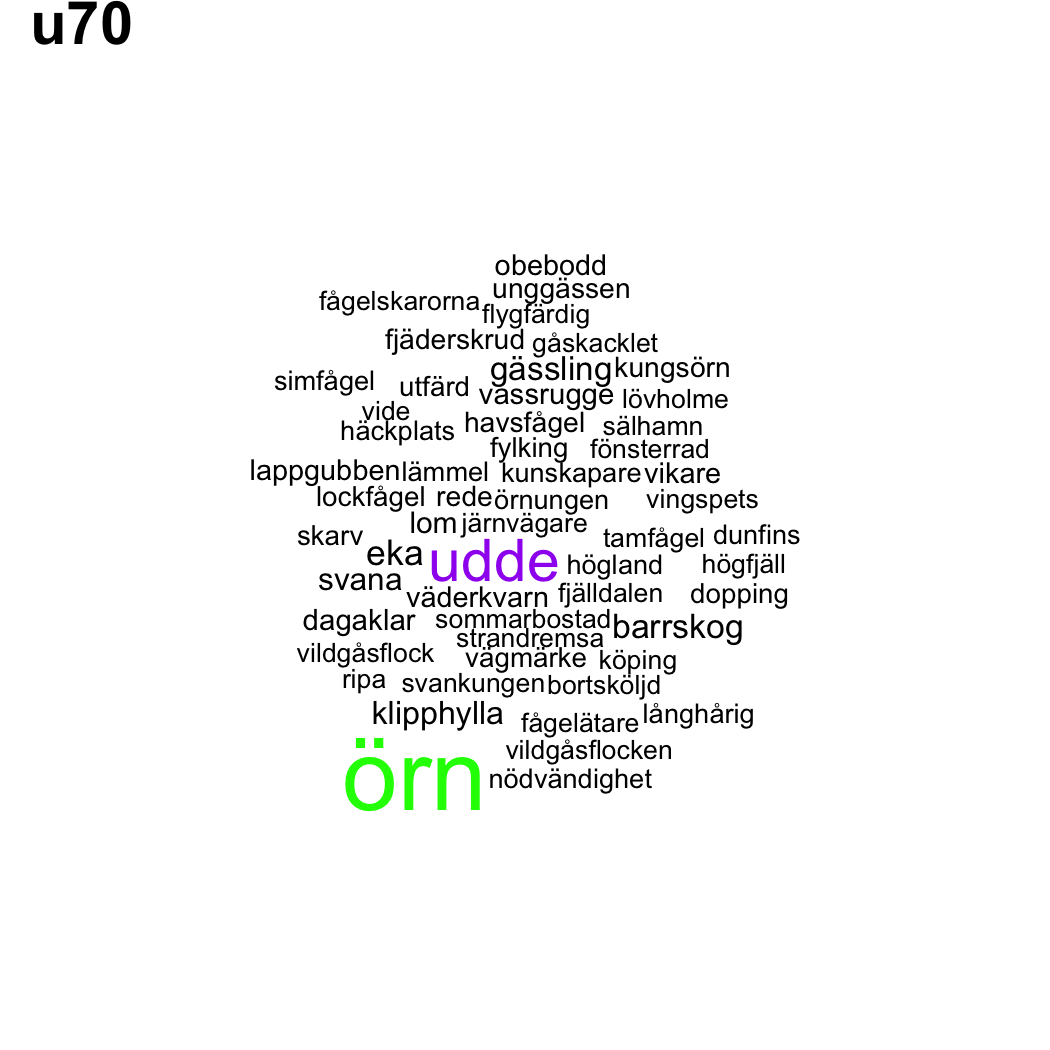 u70
obebodd
unggässen
fågelskarorna
flygfärdig
fjäderskrud gåskacklet
gässling kungsörn
simfågel utfärd vassrugge lövholme
vide havsfågel sälhamn
häckplats fylking fönsterrad
lappgubben lämmel kunskapare vikare
lockfågel rede örnungen vingspets
lom järnvägare
skarv tamfågel dunfins
eka udde högland högfjäll
svana väderkvarn fjälldalen dopping
dagaklar sommarbostad barrskog
strandremsa
vildgåsflock vägmärke köping
ripa svankungen bortsköljd
klipphylla fågelätare långhårig
vildgåsflocken
örn nödvändighet